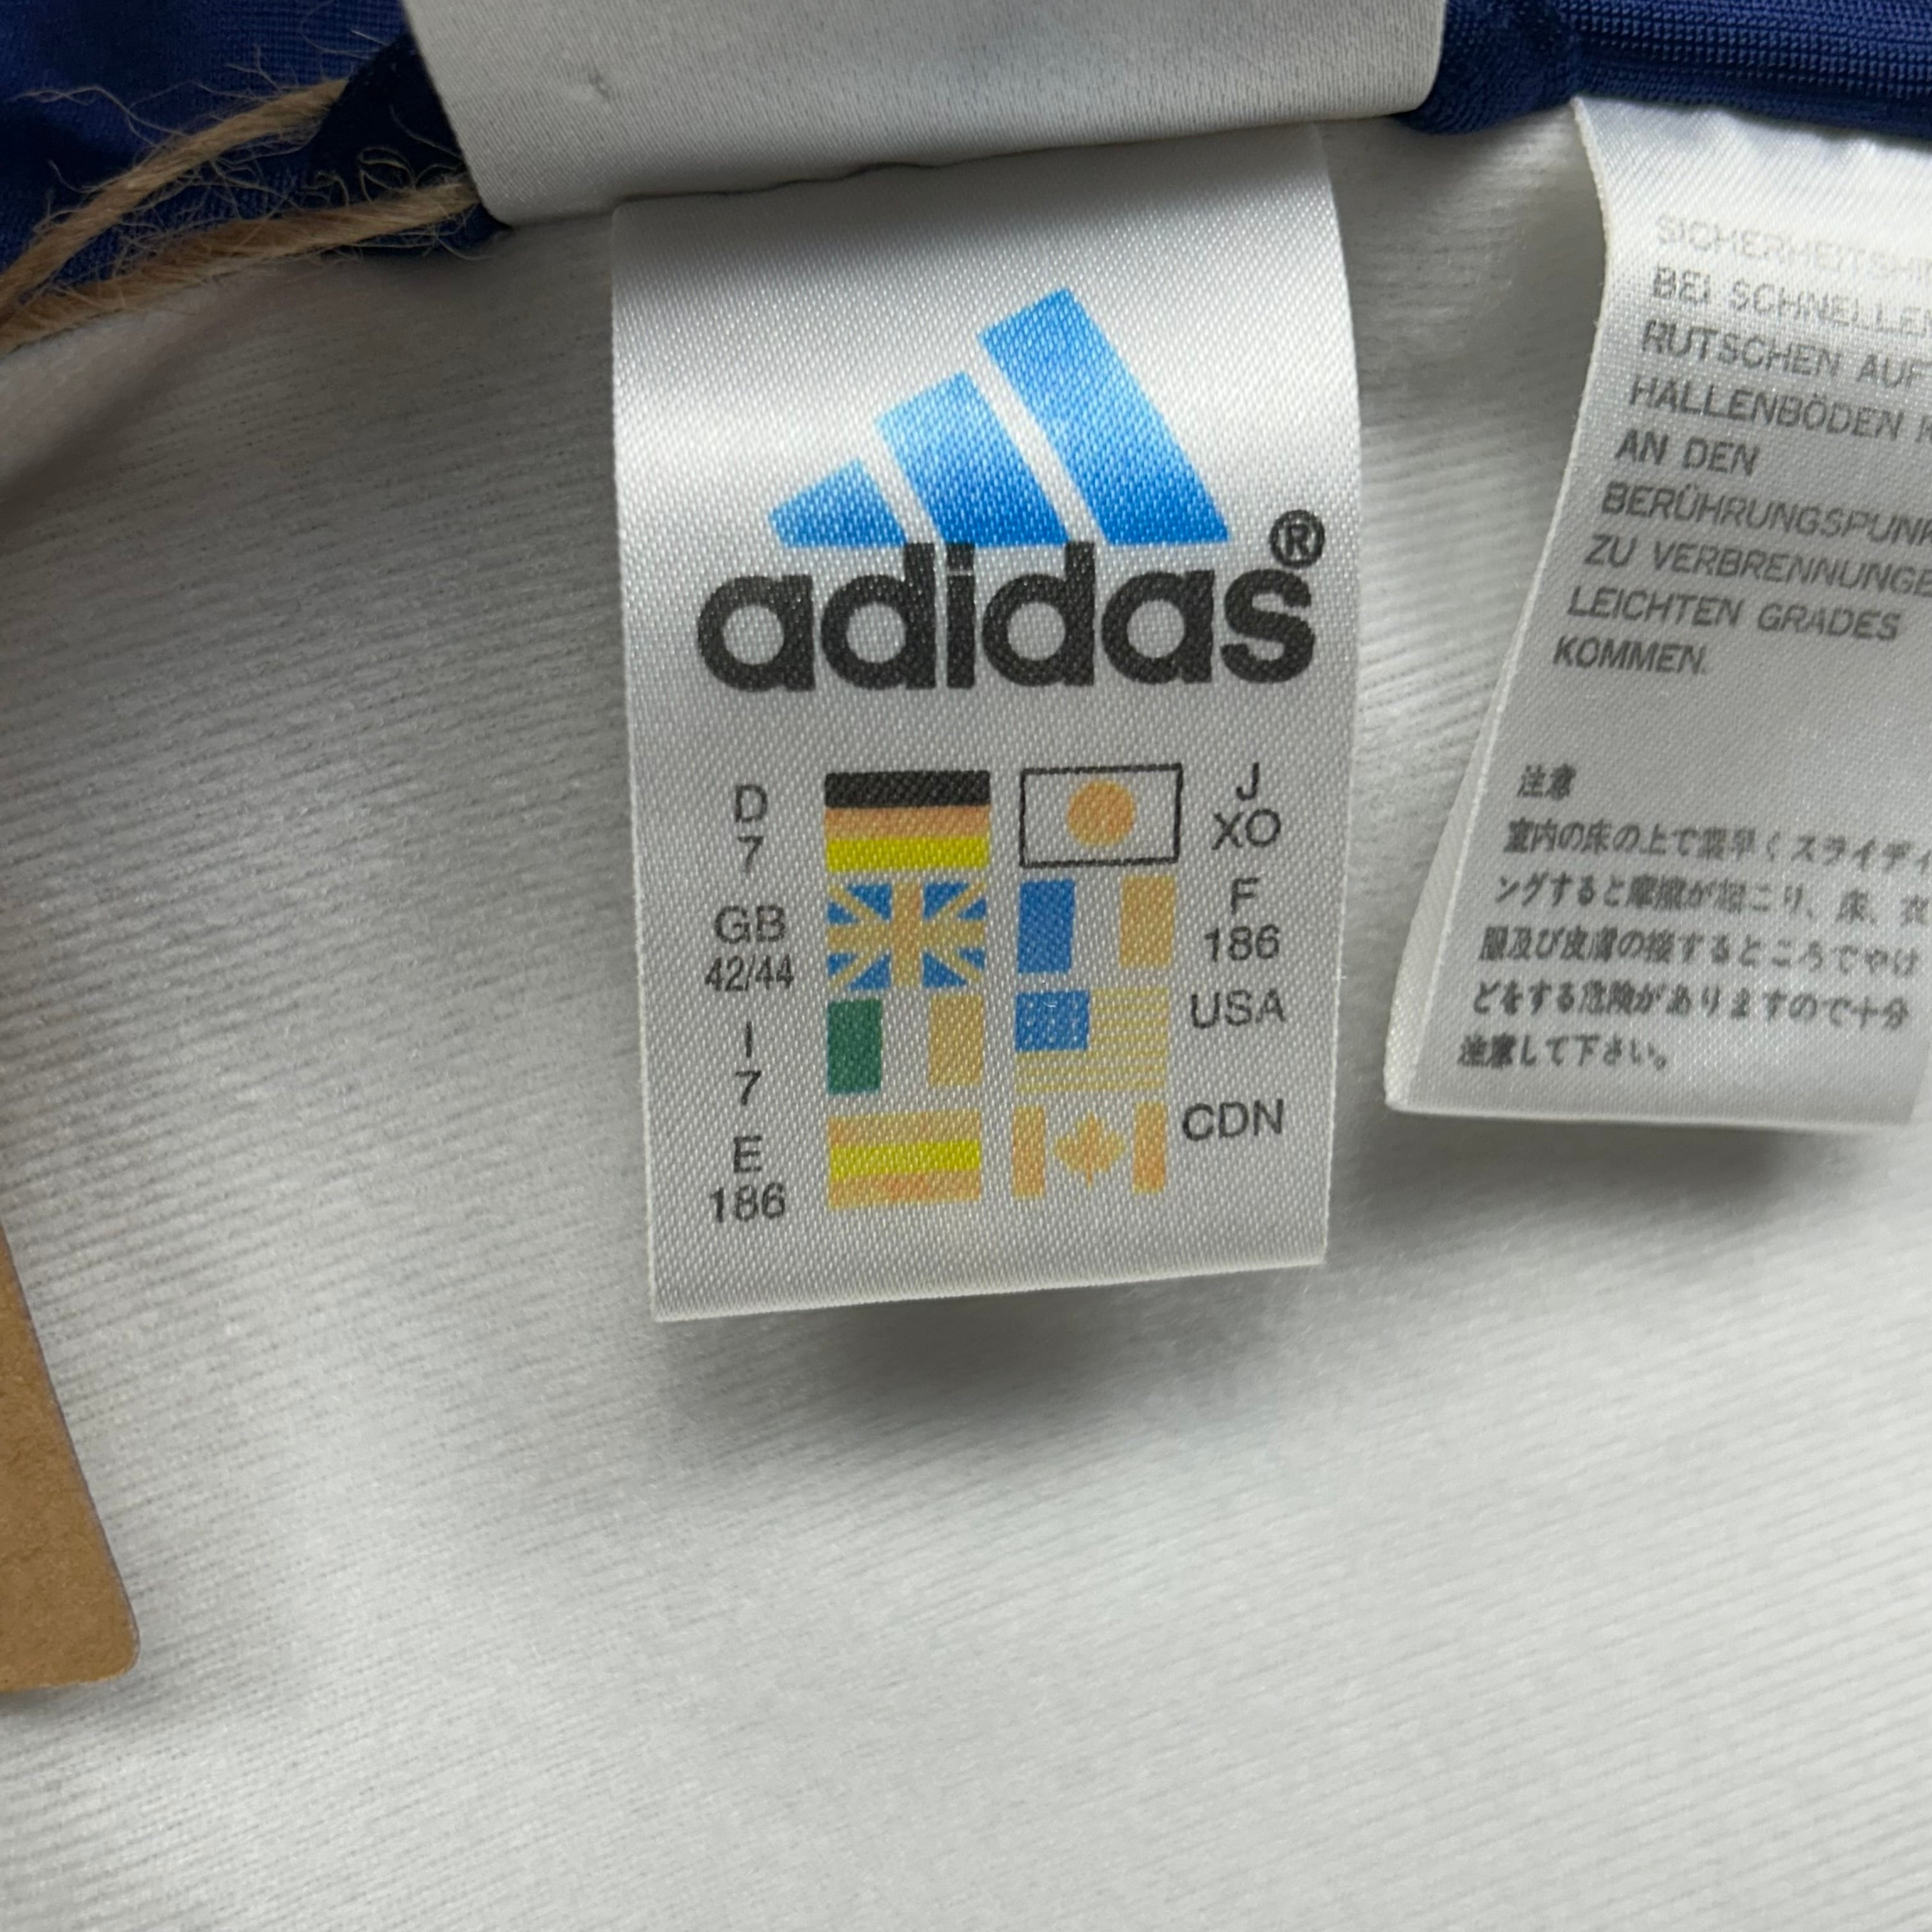 adidas®
D
7
GB
42/44
I
7
E
186
J
XO
F
186
USA
CDN
BEI
RUTSCHEN AUF
HALLENBÖDEN
AN DEN
ZU
LEICHTEN GRADES
KOMMEN.
注意
室内の床の上で素早くスライディ
ングすると摩擦が起こり、床、衣
服及び皮膚の接するところでやけ
どをする危険がありますので十分
注意して下さい。